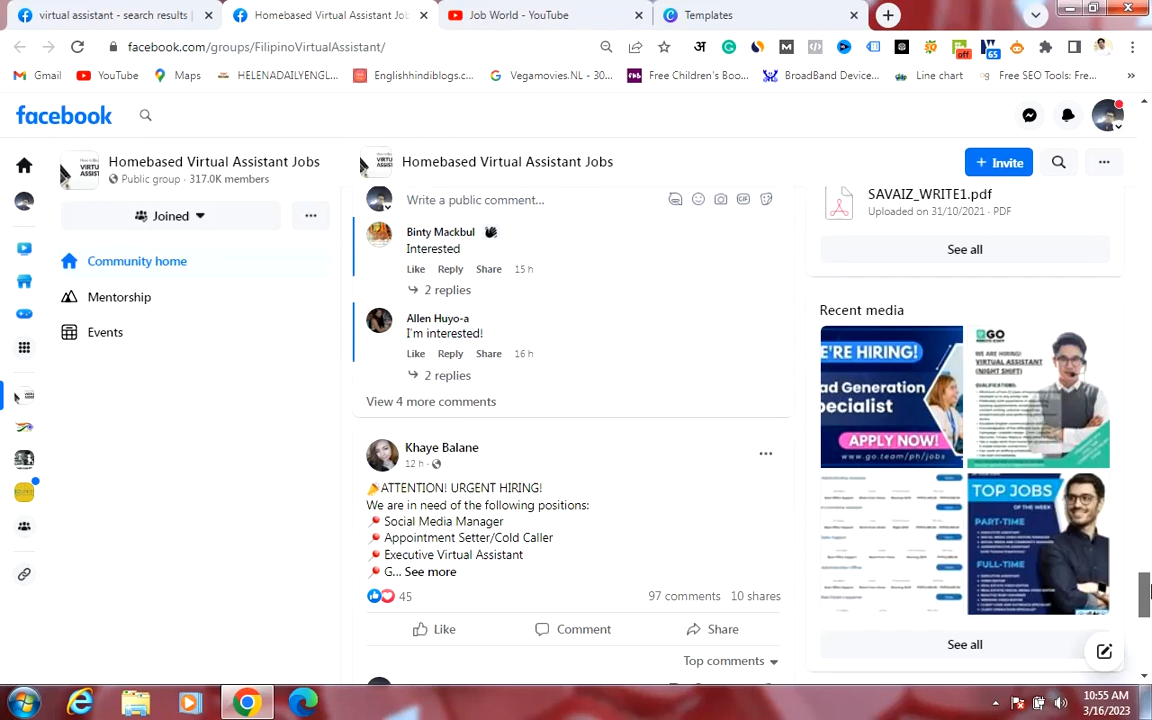 virtual assistant - search results |
Homebased Virtual Assistant Job
Job World - YouTube
Templates
facebook.com/groups/FilipinoVirtualAssistant/
Gmail
YouTube
Maps
HELENADAILYENGL...
Englishhindiblogs.c...
Vegamovies.NL - 30...
Free Children's Boo...
BroadBand Device...
Line chart
Free SEO Tools: Fre...
off
65
facebook
Homebased Virtual Assistant Jobs
Public group · 317.0K members
Joined
Community home
Mentorship
Events
Homebased Virtual Assistant Jobs
Invite
Write a public comment...
Binty Mackbul
Interested
Like Reply Share 15 h
2 replies
Allen Huyo-a
I'm interested!
Like Reply Share 16 h
2 replies
View 4 more comments
Khaye Balane
12 h ·
ATTENTION! URGENT HIRING!
We are in need of the following positions:
Social Media Manager
Appointment Setter/Cold Caller
Executive Virtual Assistant
G... See more
45
97 comments 10 shares
Like Comment Share
Top comments
SAVAIZ_WRITE1.pdf
Uploaded on 31/10/2021 · PDF
See all
Recent media
E'RE HIRING!
ad Generation
ecialist
APPLY NOW!
www.go.team/ph/jobs
GO
WE ARE HIRING:
VIRTUAL ASSISTANT
(NIGHT SHIFT)
QUALIFICATIONS:
TOP JOBS
OF THE WEEK
PART-TIME
FULL-TIME
See all
10:55 AM
3/16/2023